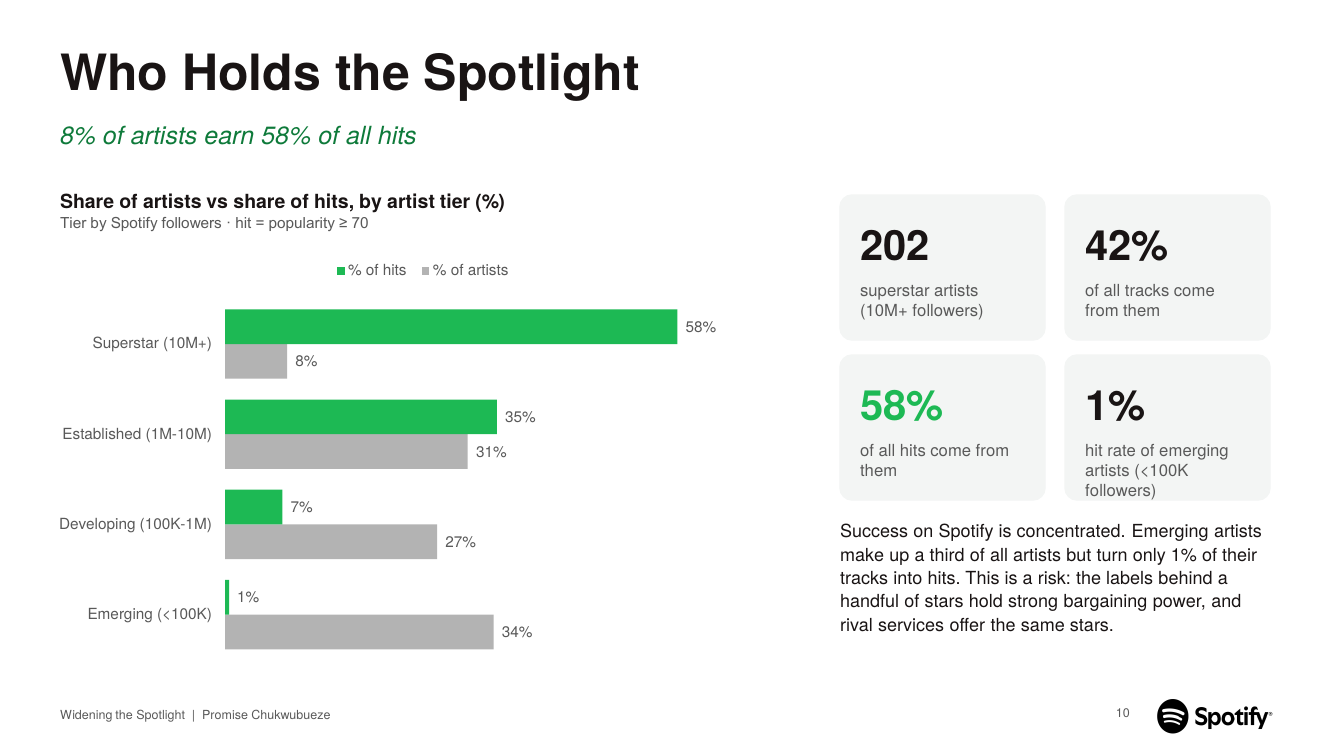 Who Holds the Spotlight
8% of artists earn 58% of all hits
Share of artists vs share of hits, by artist tier (%)
Tier by Spotify followers · hit = popularity ≥ 70
% of hits % of artists
Superstar (10M+)
58%
8%
Established (1M-10M)
35%
31%
Developing (100K-1M)
7%
27%
Emerging (<100K)
1%
34%
202
superstar artists
(10M+ followers)
42%
of all tracks come
from them
58%
of all hits come from
them
1%
hit rate of emerging
artists (<100K
followers)
Success on Spotify is concentrated. Emerging artists
make up a third of all artists but turn only 1% of their
tracks into hits. This is a risk: the labels behind a
handful of stars hold strong bargaining power, and
rival services offer the same stars.
Widening the Spotlight | Promise Chukwubueze
10
Spotify®